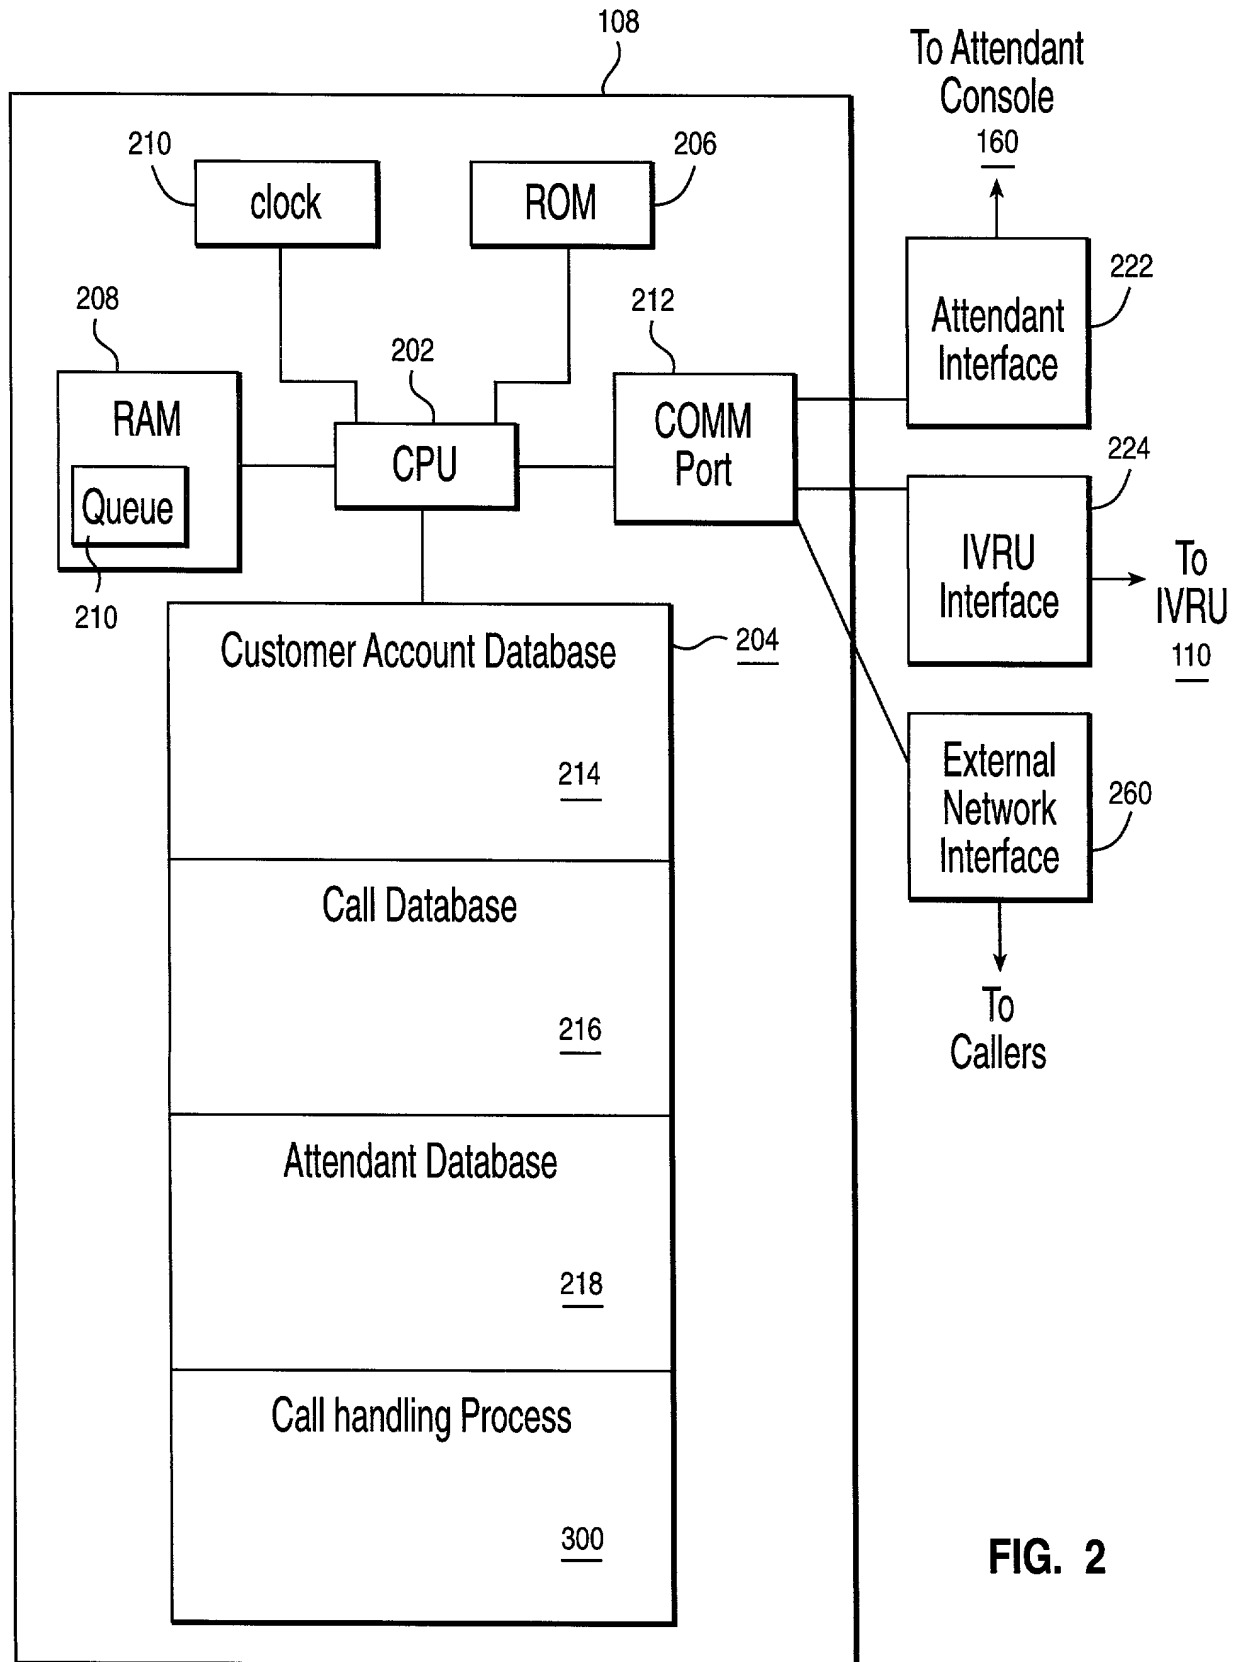 108
To Attendant
Console
160
210
clock
206
ROM
208
RAM
Queue
210
202
CPU
212
COMM
Port
222
Attendant
Interface
224
IVRU
Interface
To
IVRU
110
Customer Account Database
204
214
External
Network
Interface
260
To
Callers
Call Database
216
Attendant Database
218
Call handling Process
300
FIG. 2